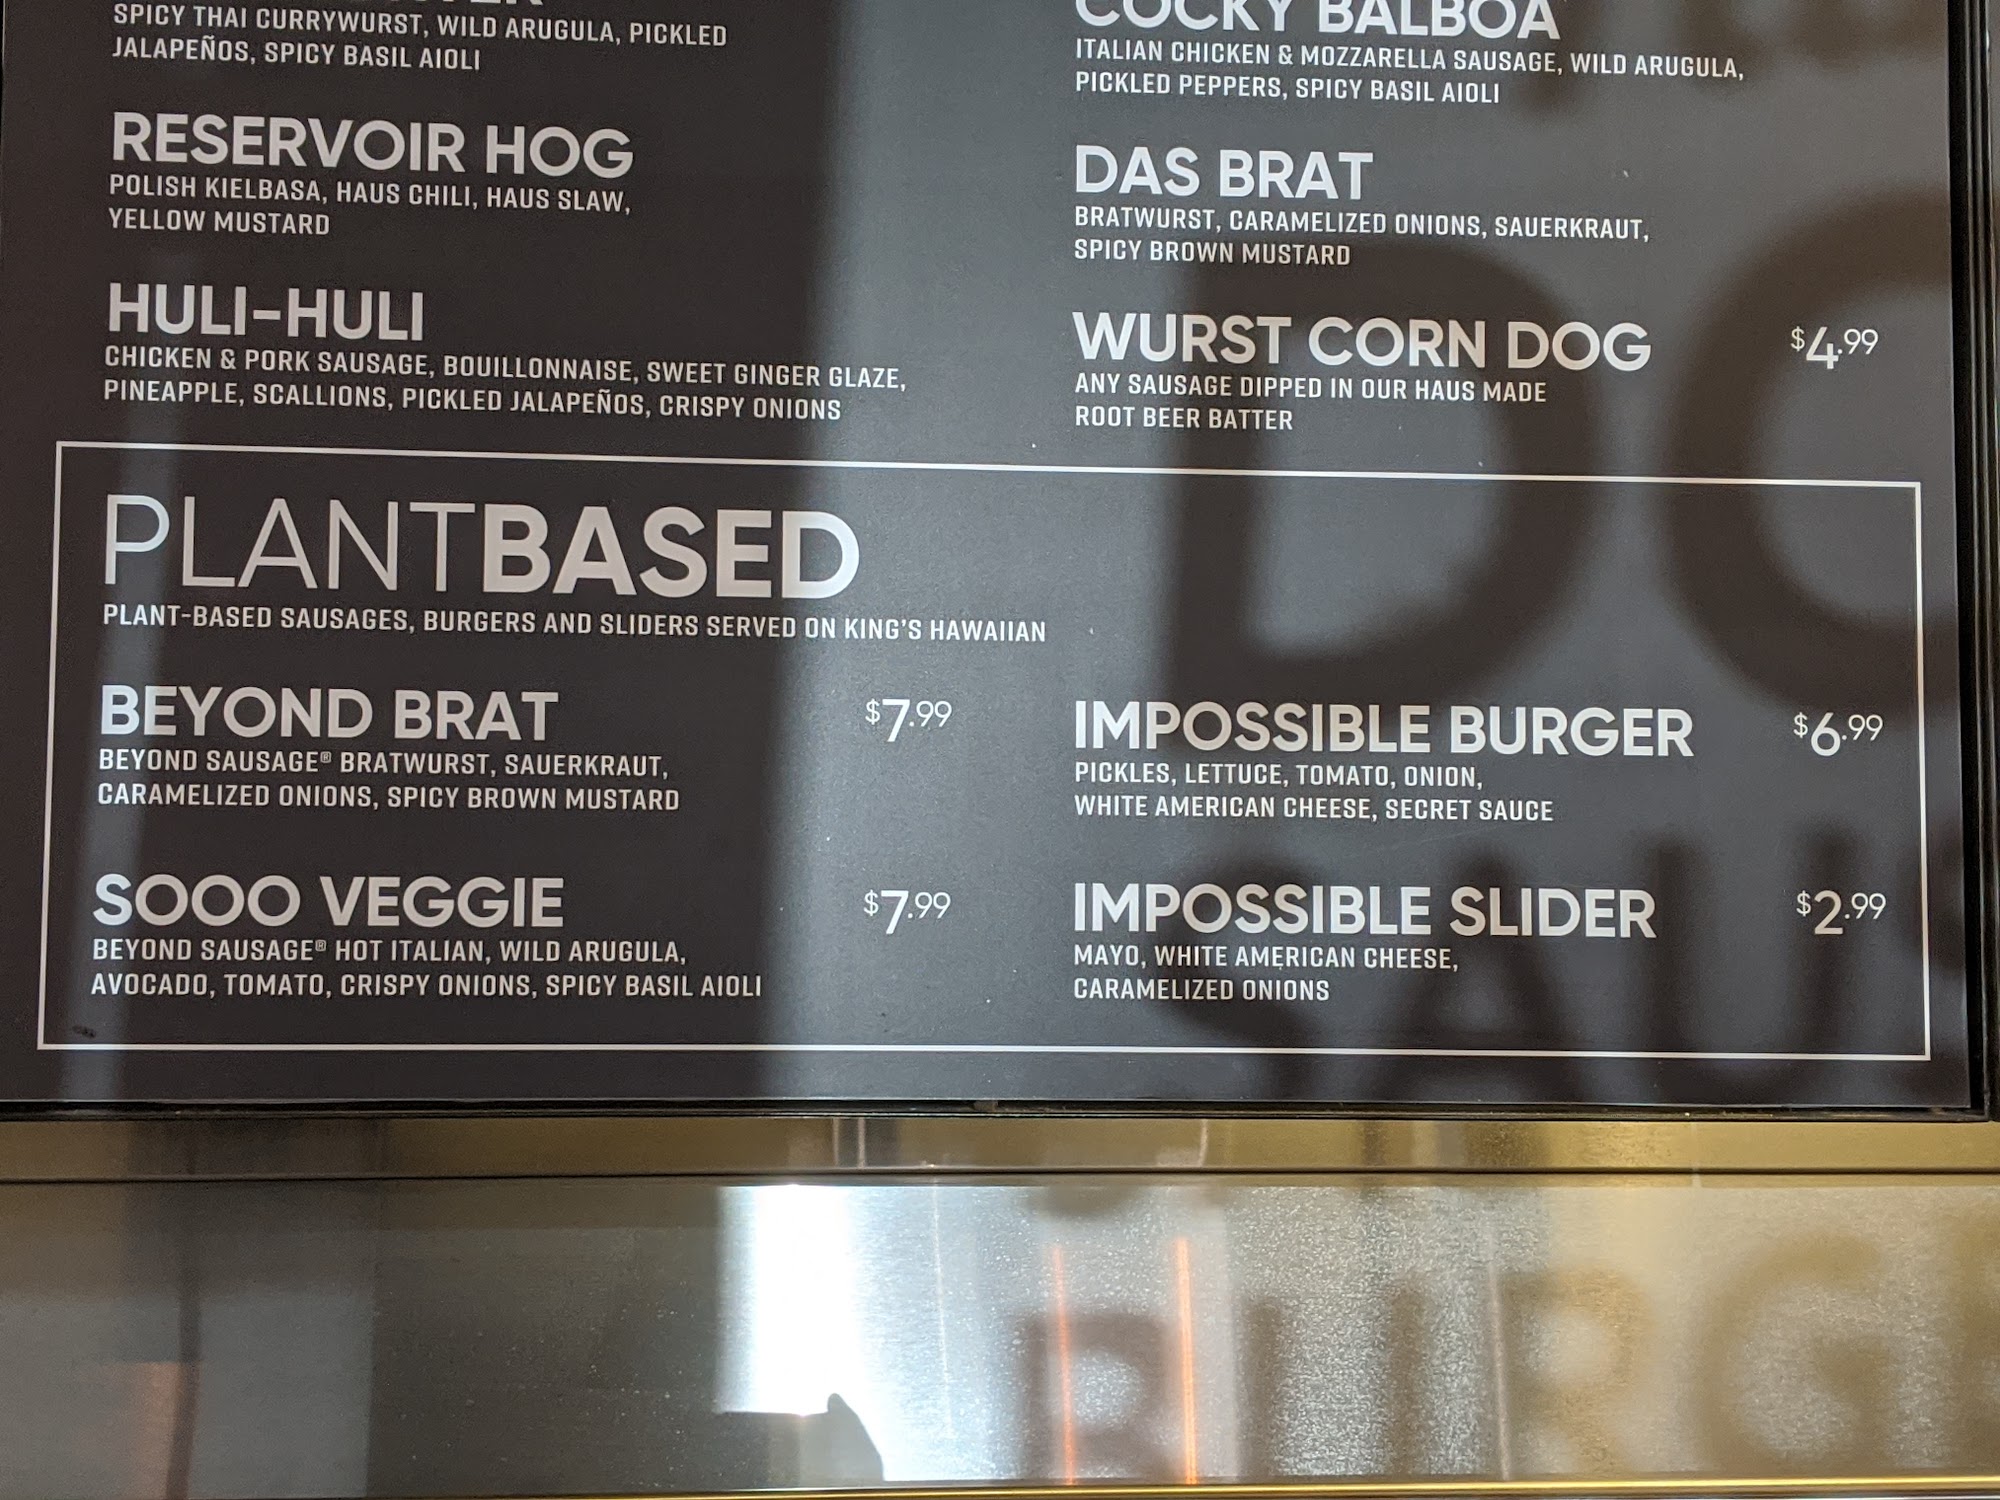 SPICY THAI CURRYWURST, WILD ARUGULA, PICKLED
JALAPEÑOS, SPICY BASIL AIOLI
RESERVOIR HOG
POLISH KIELBASA, HAUS CHILI, HAUS SLAW,
YELLOW MUSTARD
HULI-HULI
CHICKEN & PORK SAUSAGE, BOUILLONNAISE, SWEET GINGER GLAZE,
PINEAPPLE, SCALLIONS, PICKLED JALAPEÑOS, CRISPY ONIONS
COCKY BALBOA
ITALIAN CHICKEN & MOZZARELLA SAUSAGE, WILD ARUGULA,
PICKLED PEPPERS, SPICY BASIL AIOLI
DAS BRAT
BRATWURST, CARAMELIZED ONIONS, SAUERKRAUT,
SPICY BROWN MUSTARD
WURST CORN DOG $4.99
ANY SAUSAGE DIPPED IN OUR HAUS MADE
ROOT BEER BATTER
PLANTBASED
PLANT-BASED SAUSAGES, BURGERS AND SLIDERS SERVED ON KING'S HAWAIIAN
BEYOND BRAT $7.99
BEYOND SAUSAGE® BRATWURST, SAUERKRAUT,
CARAMELIZED ONIONS, SPICY BROWN MUSTARD
SOOO VEGGIE $7.99
BEYOND SAUSAGE® HOT ITALIAN, WILD ARUGULA,
AVOCADO, TOMATO, CRISPY ONIONS, SPICY BASIL AIOLI
IMPOSSIBLE BURGER $6.99
PICKLES, LETTUCE, TOMATO, ONION,
WHITE AMERICAN CHEESE, SECRET SAUCE
IMPOSSIBLE SLIDER $2.99
MAYO, WHITE AMERICAN CHEESE,
CARAMELIZED ONIONS